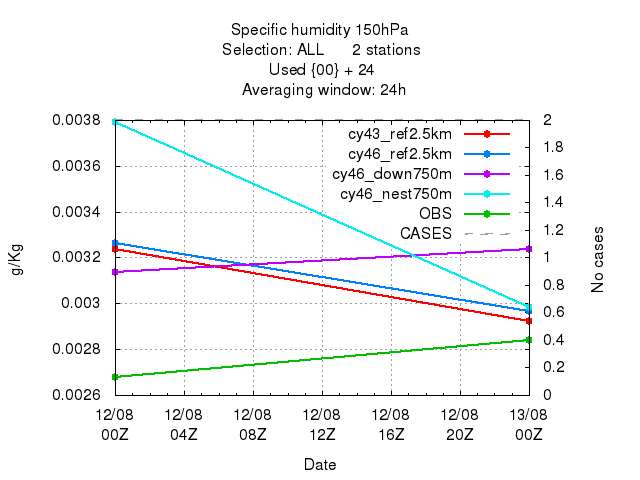 Specific humidity 150hPa
Selection: ALL 2 stations
Used {00} + 24
Averaging window: 24h
0.0038
0.0036
0.0034
0.0032
0.003
0.0028
0.0026
g/Kg
cy43_ref2.5km
cy46_ref2.5km
cy46_down750m
cy46_nest750m
OBS
CASES
2
1.8
1.6
1.4
1.2
1
0.8
0.6
0.4
0.2
0
No cases
12/08 12/08 12/08 12/08 12/08 12/08 13/08
00Z 04Z 08Z 12Z 16Z 20Z 00Z
Date